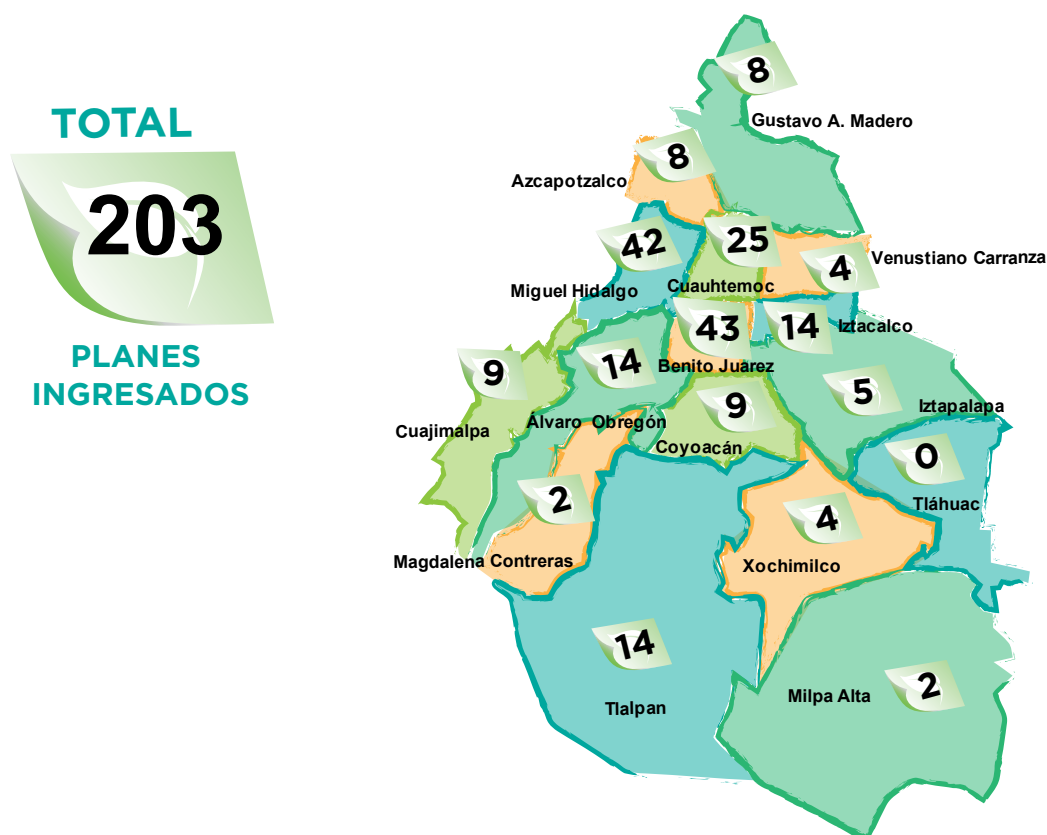 TOTAL
203
PLANES
INGRESADOS
8
Gustavo A. Madero
8
Azcapotzalco
42
Miguel Hidalgo
25
Cuauhtemoc
4
Venustiano Carranza
43
Benito Juarez
14
Iztacalco
9
Cuajimalpa
14
Álvaro Obregón
9
Coyoacán
5
Iztapalapa
0
Tláhuac
2
Magdalena Contreras
4
Xochimilco
14
Tlalpan
2
Milpa Alta